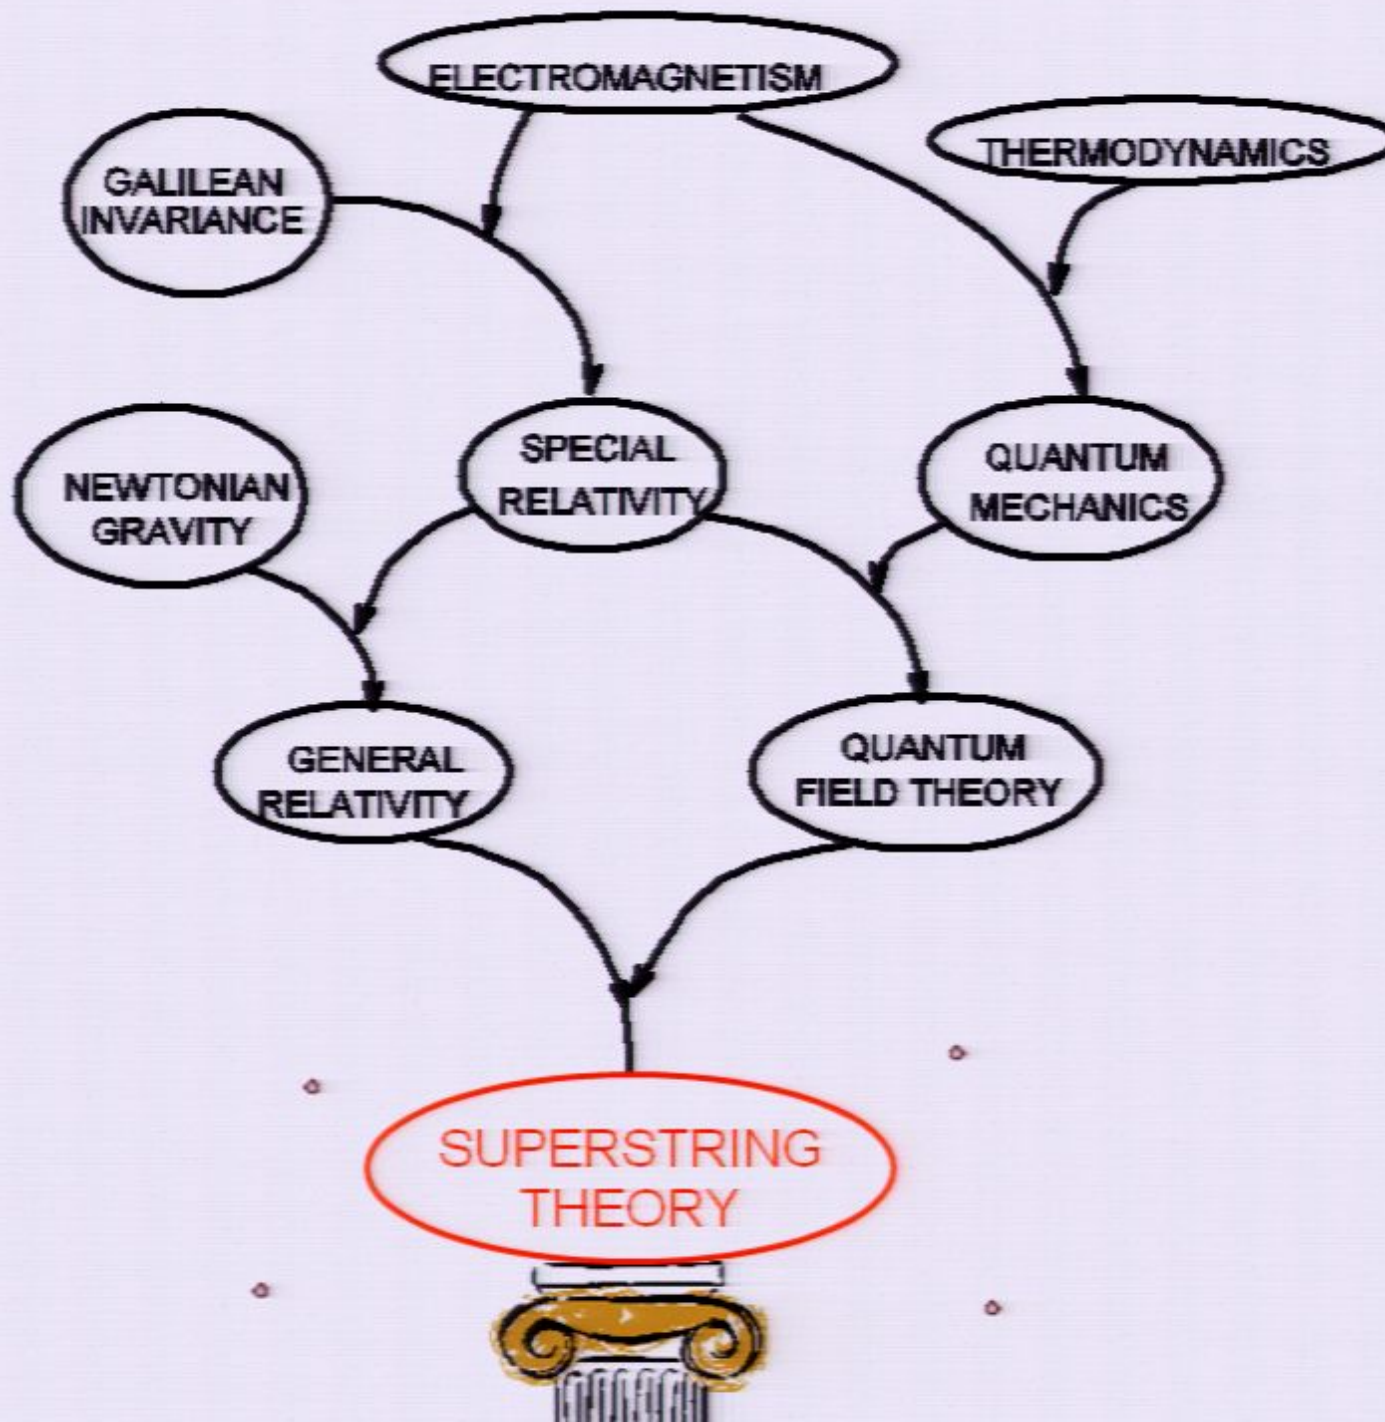 ELECTROMAGNETISM
THERMODYNAMICS
GALILEAN
INVARIANCE
NEWTONIAN
GRAVITY
SPECIAL
RELATIVITY
QUANTUM
MECHANICS
GENERAL
RELATIVITY
QUANTUM
FIELD THEORY
SUPERSTRING
THEORY